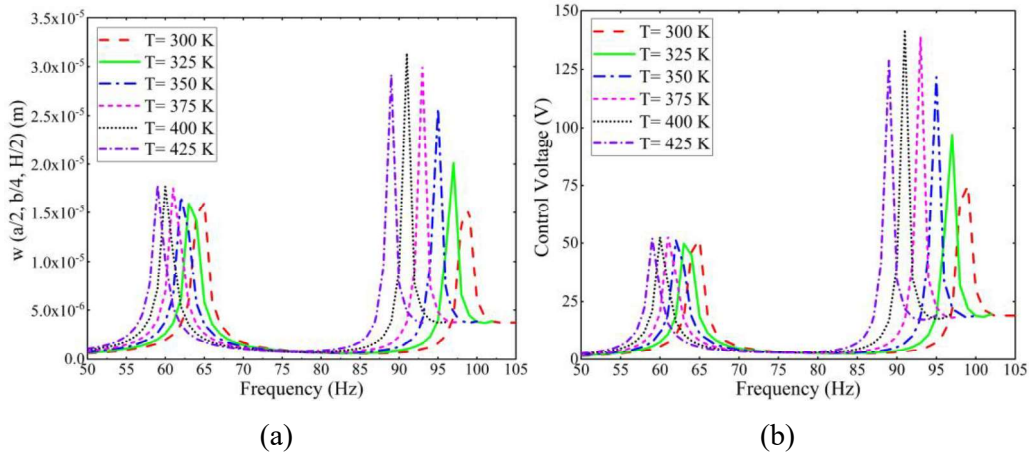 3.5x10⁻⁵
3.0x10⁻⁵
2.5x10⁻⁵
2.0x10⁻⁵
1.5x10⁻⁵
1.0x10⁻⁵
5.0x10⁻⁶
0.0
w (a/2, b/4, H/2) (m)
T= 300 K
T= 325 K
T= 350 K
T= 375 K
T= 400 K
T= 425 K
50 55 60 65 70 75 80 85 90 95 100 105
Frequency (Hz)
(a)
150
125
100
75
50
25
0
Control Voltage (V)
T= 300 K
T= 325 K
T= 350 K
T= 375 K
T= 400 K
T= 425 K
50 55 60 65 70 75 80 85 90 95 100 105
Frequency (Hz)
(b)